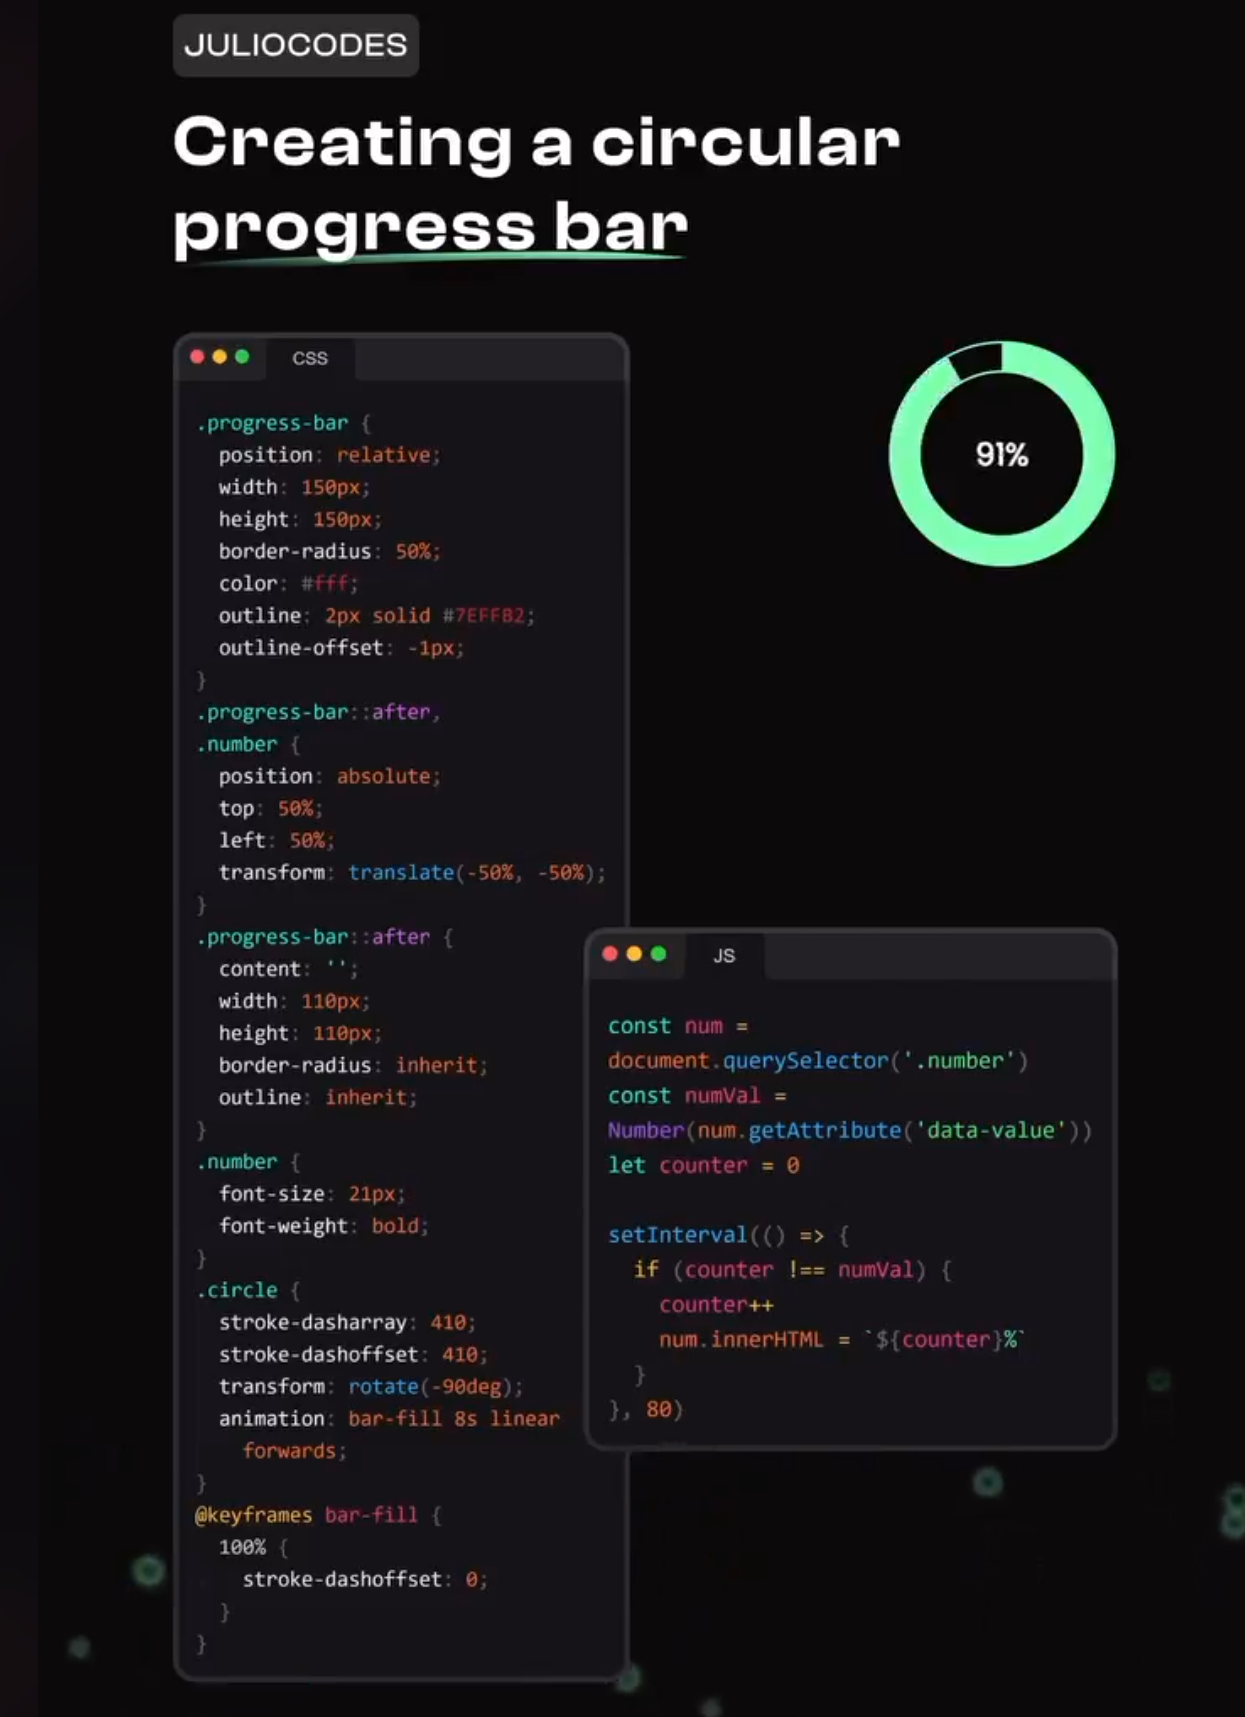 JULIOCODES
Creating a circular
progress bar
CSS
.progress-bar {
  position: relative;
  width: 150px;
  height: 150px;
  border-radius: 50%;
  color: #fff;
  outline: 2px solid #7EFFB2;
  outline-offset: -1px;
}
.progress-bar::after,
.number {
  position: absolute;
  top: 50%;
  left: 50%;
  transform: translate(-50%, -50%);
}
.progress-bar::after {
  content: '';
  width: 110px;
  height: 110px;
  border-radius: inherit;
  outline: inherit;
}
.number {
  font-size: 21px;
  font-weight: bold;
}
.circle {
  stroke-dasharray: 410;
  stroke-dashoffset: 410;
  transform: rotate(-90deg);
  animation: bar-fill 8s linear
    forwards;
}
@keyframes bar-fill {
  100% {
    stroke-dashoffset: 0;
  }
}
91%
JS
const num =
document.querySelector('.number')
const numVal =
Number(num.getAttribute('data-value'))
let counter = 0

setInterval(() => {
  if (counter !== numVal) {
    counter++
    num.innerHTML = `${counter}%`
  }
}, 80)